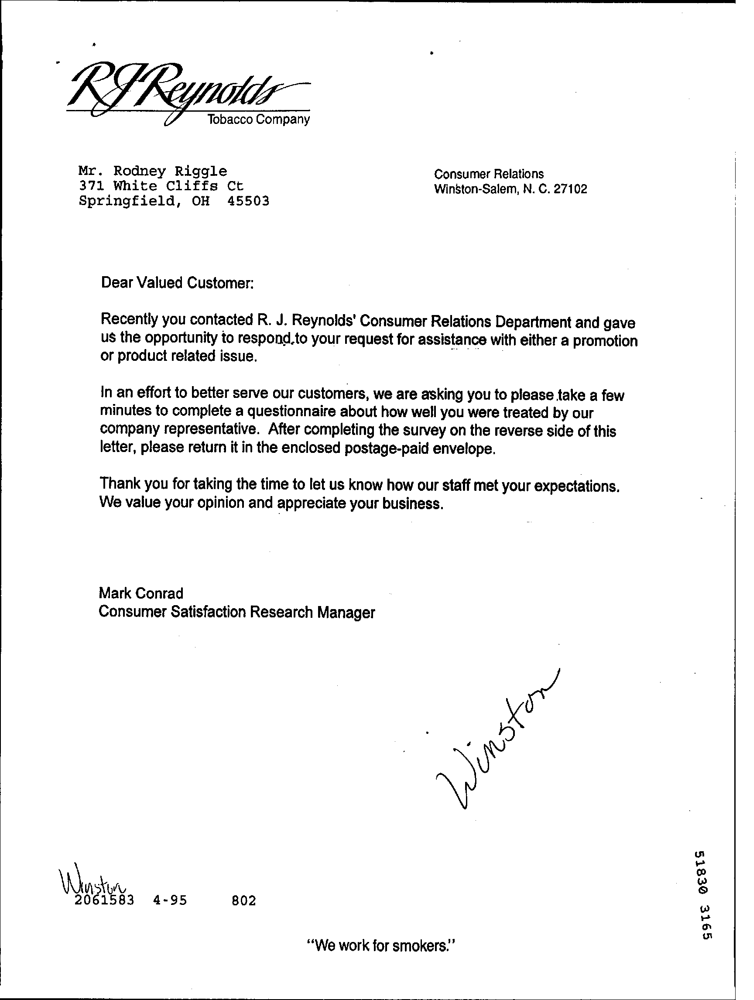 RJReynolds
Tobacco Company
Mr. Rodney Riggle
371 White Cliffs Ct
Springfield, OH 45503
Consumer Relations
Winston-Salem, N. C. 27102
Dear Valued Customer:
Recently you contacted R. J. Reynolds' Consumer Relations Department and gave
us the opportunity to respond to your request for assistance with either a promotion
or product related issue.
In an effort to better serve our customers, we are asking you to please take a few
minutes to complete a questionnaire about how well you were treated by our
company representative. After completing the survey on the reverse side of this
letter, please return it in the enclosed postage-paid envelope.
Thank you for taking the time to let us know how our staff met your expectations.
We value your opinion and appreciate your business.
Mark Conrad
Consumer Satisfaction Research Manager
Winston
Winston
2061583 4-95 802
51830 3165
"We work for smokers."